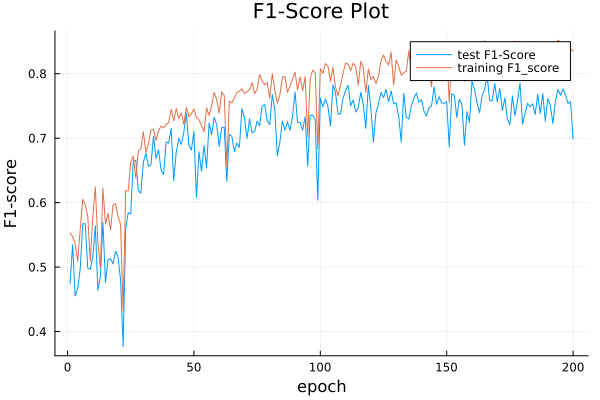 F1-Score Plot
test F1-Score
training F1_score
0.8
0.7
0.6
0.5
0.4
F1-score
0 50 100 150 200
epoch